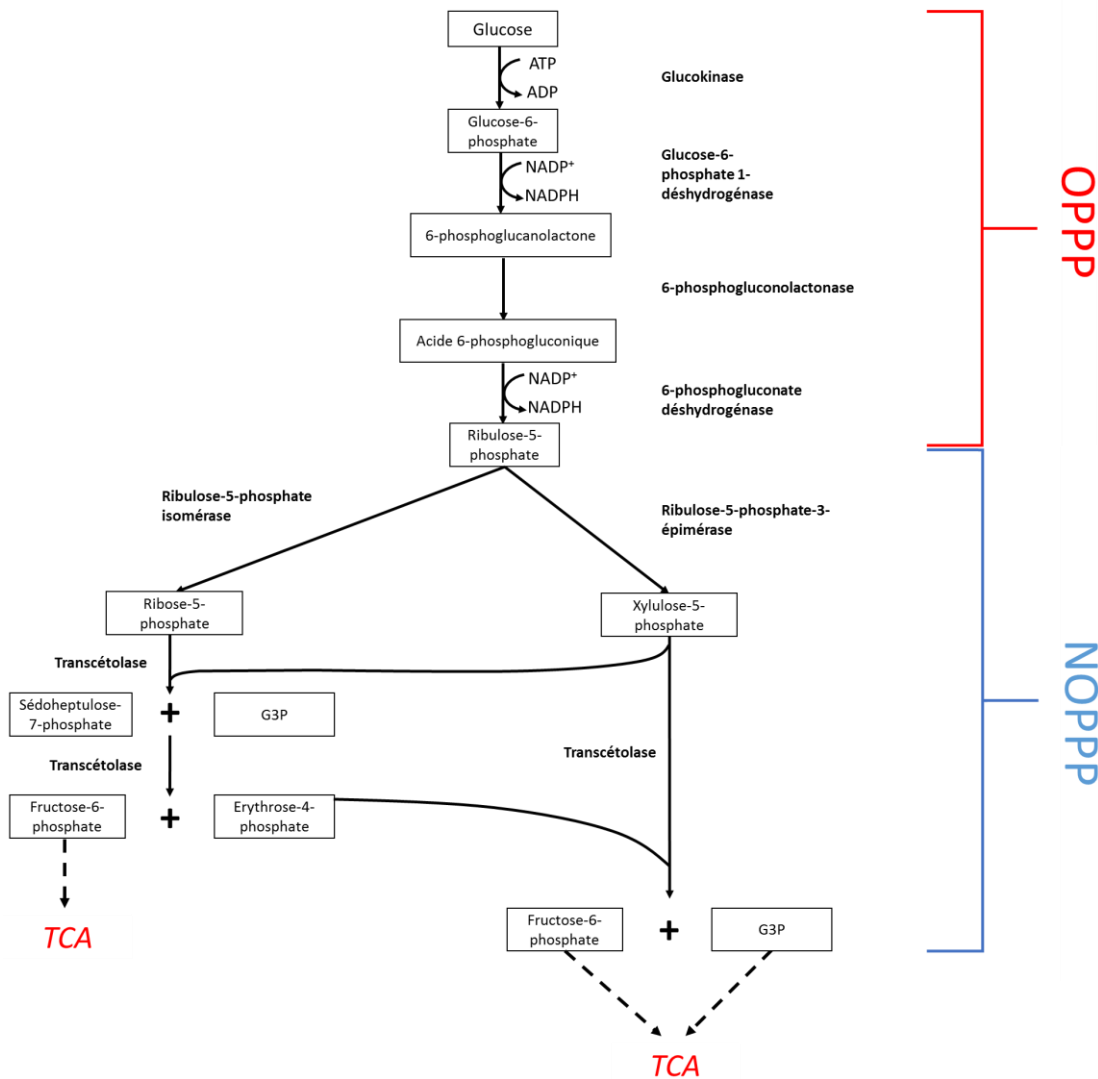 Glucose
ATP
ADP
Glucokinase
Glucose-6-
phosphate
NADP⁺
NADPH
Glucose-6-
phosphate 1-
déshydrogénase
OPPP
6-phosphoglucanolactone
6-phosphogluconolactonase
Acide 6-phosphogluconique
NADP⁺
NADPH
6-phosphogluconate
déshydrogénase
Ribulose-5-
phosphate
Ribulose-5-phosphate
isomérase
Ribulose-5-phosphate-3-
épimérase
Ribose-5-
phosphate
Xylulose-5-
phosphate
NOPPP
Transcétolase
Sédoheptulose-
7-phosphate
+
G3P
Transcétolase
Transcétolase
Fructose-6-
phosphate
+
Erythrose-4-
phosphate
TCA
Fructose-6-
phosphate
+
G3P
TCA